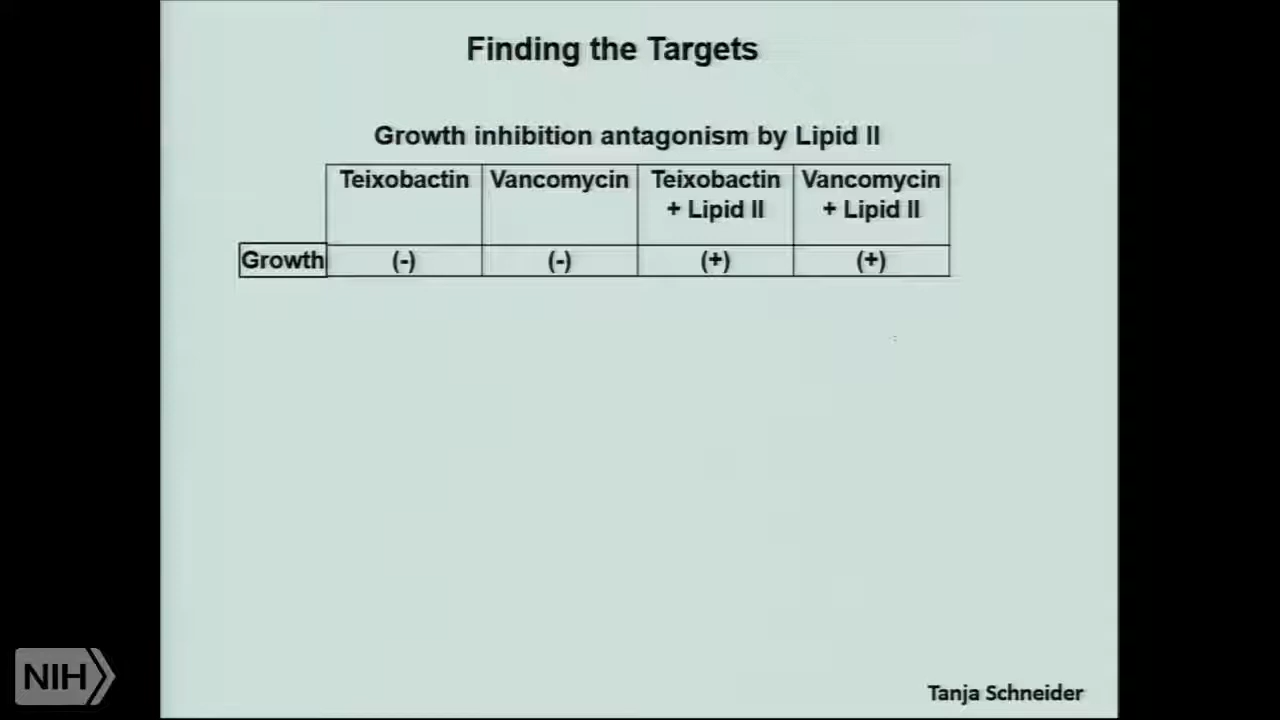 Finding the Targets
Growth inhibition antagonism by Lipid II
Teixobactin Vancomycin Teixobactin Vancomycin
+ Lipid II + Lipid II
Growth (-) (-) (+) (+)
NIH
Tanja Schneider